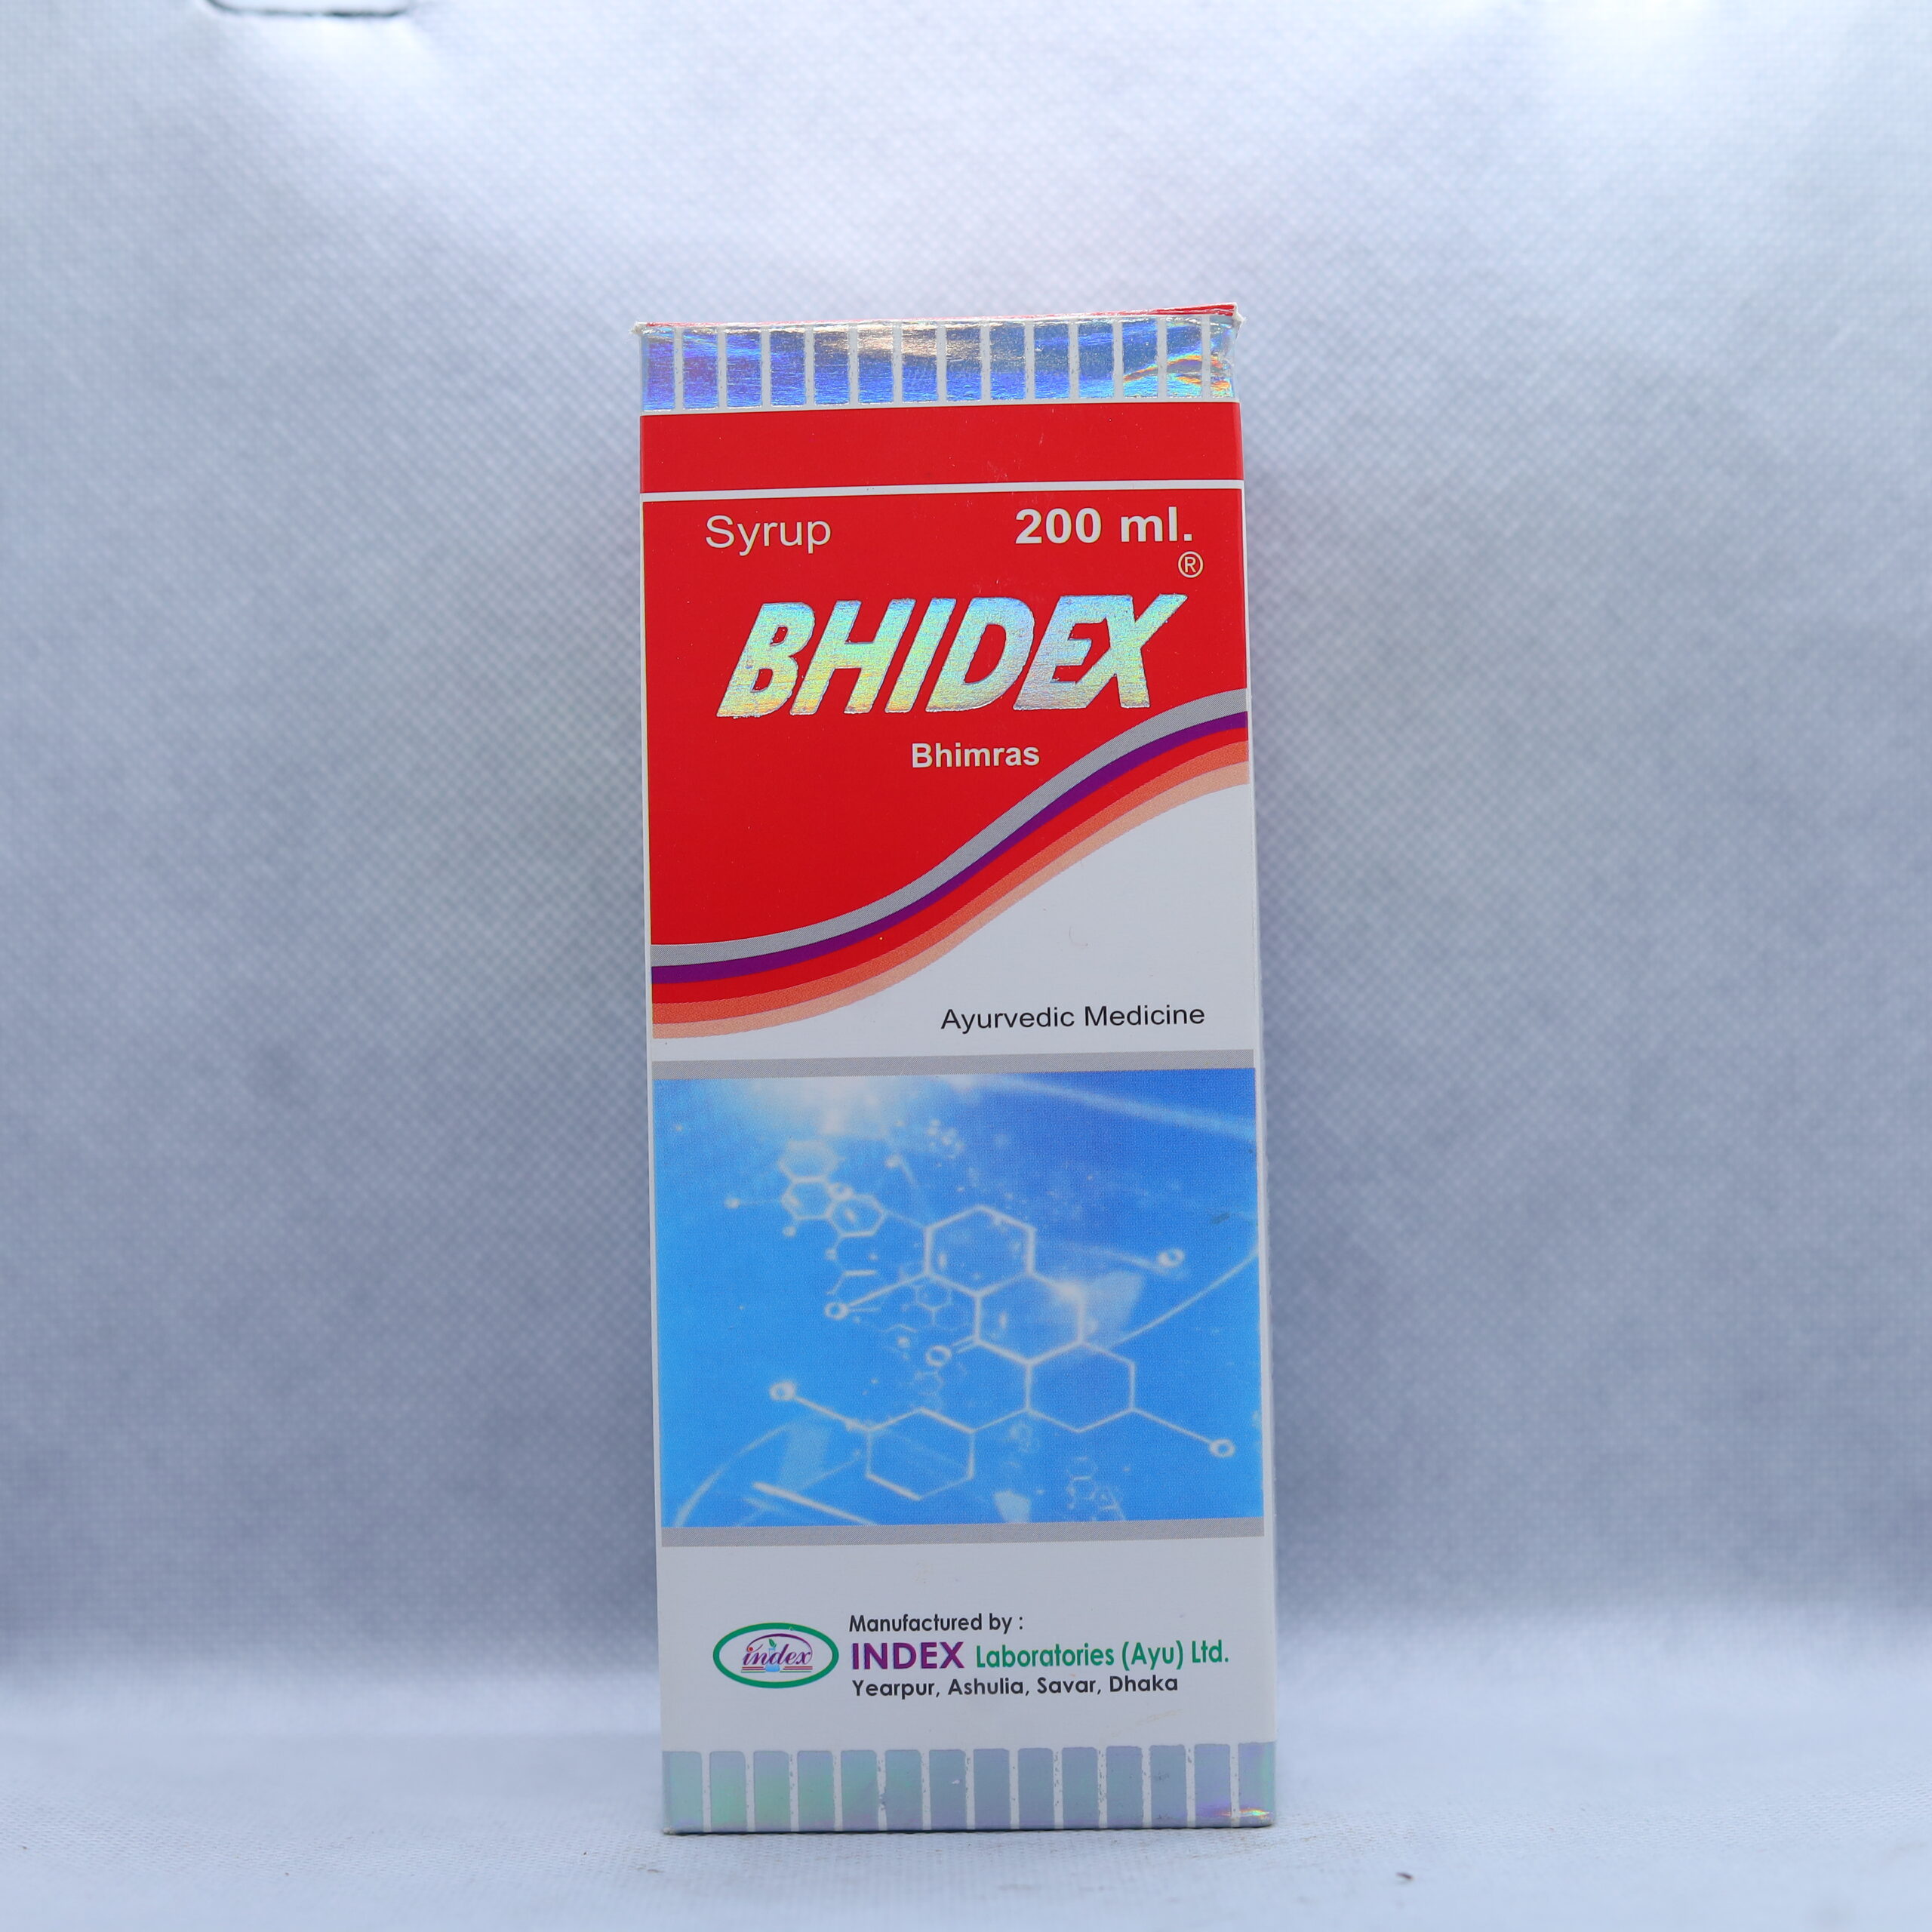 Syrup 200 ml.
®
BHIDEX
Bhimras
Ayurvedic Medicine
Manufactured by :
index INDEX Laboratories (Ayu) Ltd.
Yearpur, Ashulia, Savar, Dhaka